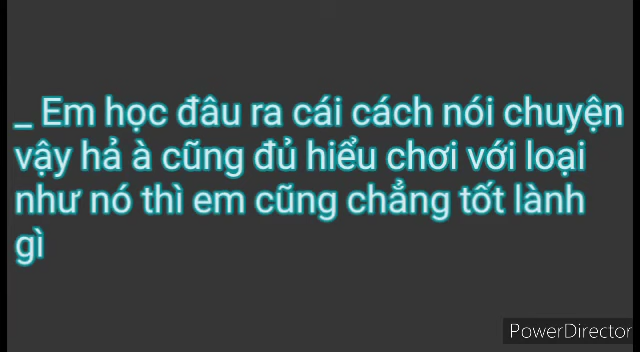 _ Em học đâu ra cái cách nói chuyện
vậy hả à cũng đủ hiểu chơi với loại
như nó thì em cũng chẳng tốt lành
gì
PowerDirector